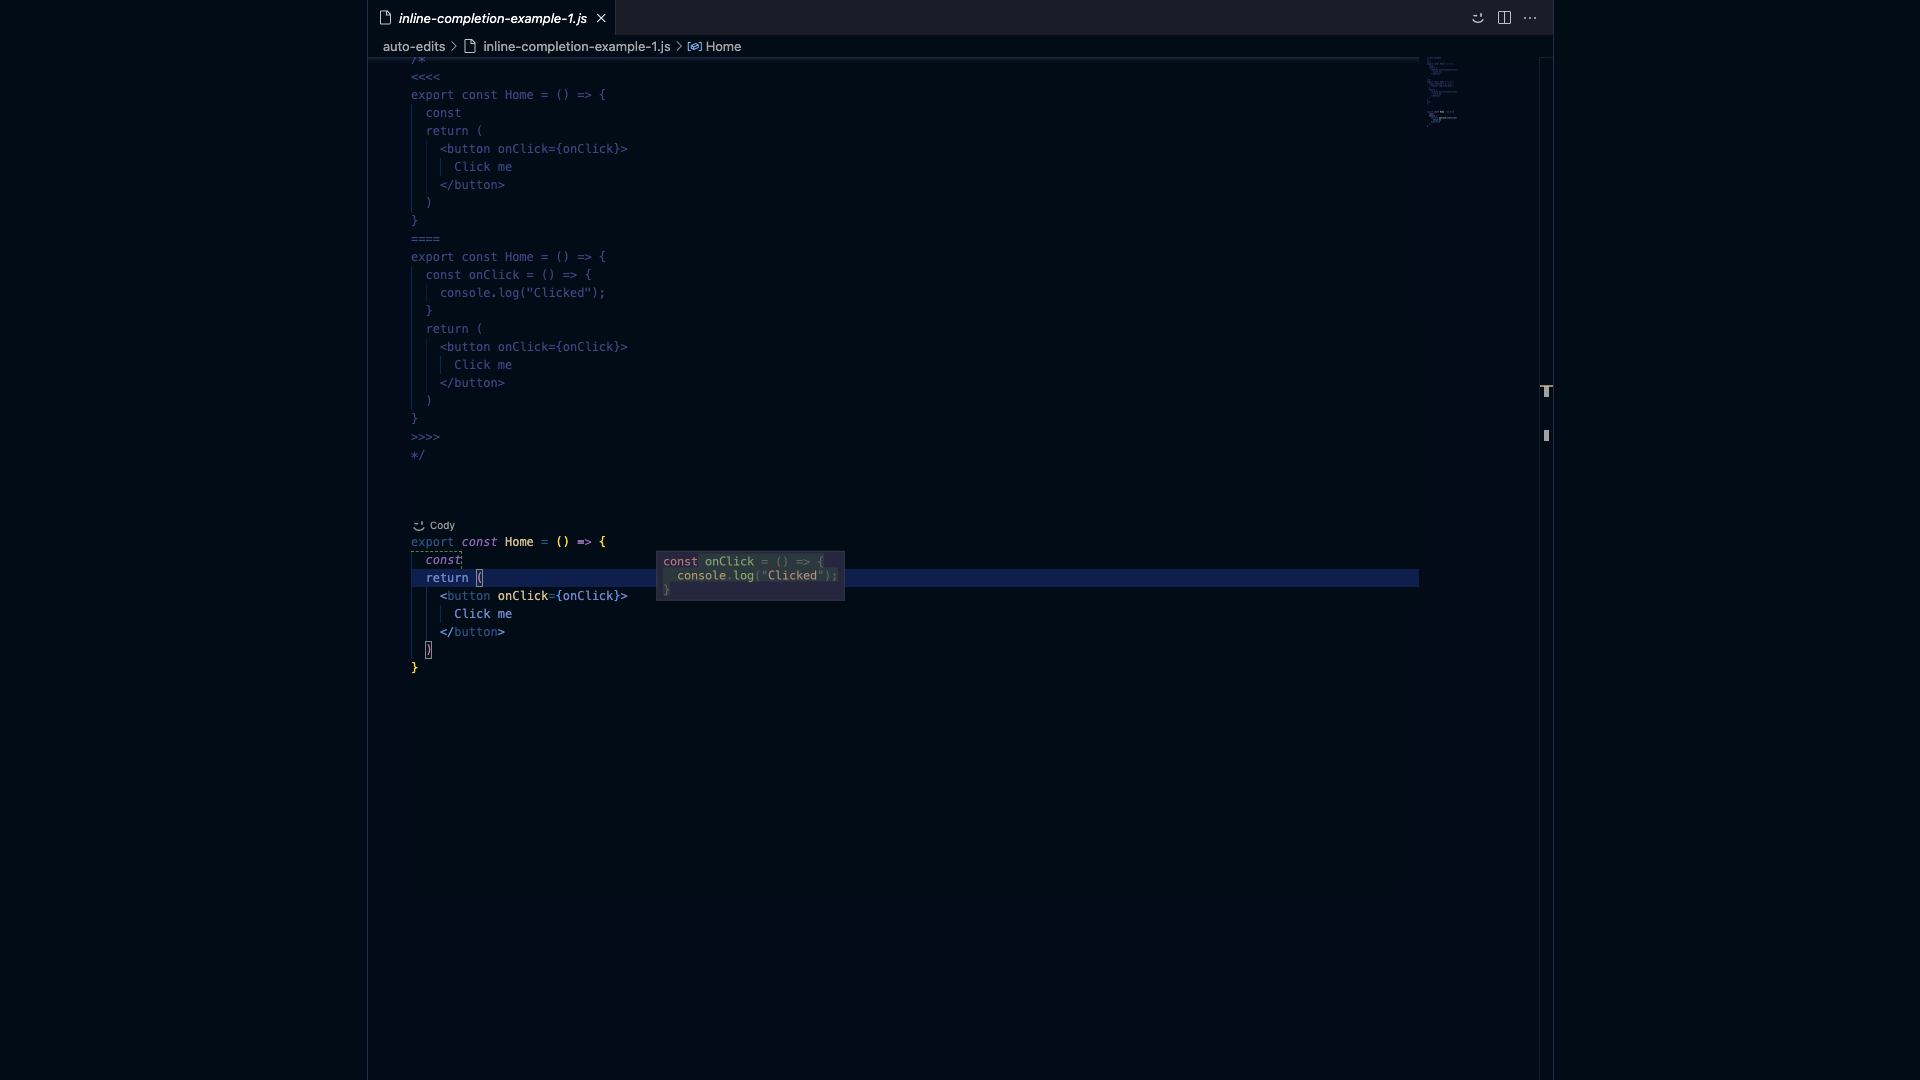 inline-completion-example-1.js
auto-edits > inline-completion-example-1.js > Home
/*
<<<<
export const Home = () => {
  const
  return (
    <button onClick={onClick}>
      Click me
    </button>
  )
}
====
export const Home = () => {
  const onClick = () => {
    console.log("Clicked");
  }
  return (
    <button onClick={onClick}>
      Click me
    </button>
  )
}
>>>>
*/
Cody
export const Home = () => {
  const
  return (
    <button onClick={onClick}>
      Click me
    </button>
  )
}
const onClick = () => {
  console.log("Clicked");
}